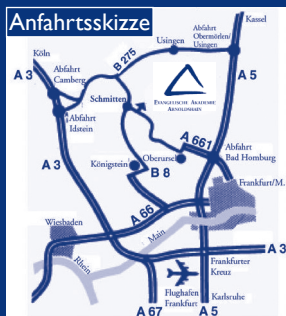 Anfahrtsskizze
Kassel
Köln
A 3
Abfahrt
Camberg
Abfahrt
Idstein
B 275
Usingen
Abfahrt
Obermörlen/
Usingen
A 5
Schmitten
EVANGELISCHE AKADEMIE
ARNOLDSHAIN
A 661
Abfahrt
Bad Homburg
Oberursel
Königstein
B 8
A 3
Frankfurt/M.
A 66
Wiesbaden
Main
Rhein
Frankfurter
Kreuz
A 3
Flughafen
Frankfurt
Karlsruhe
A 67
A 5